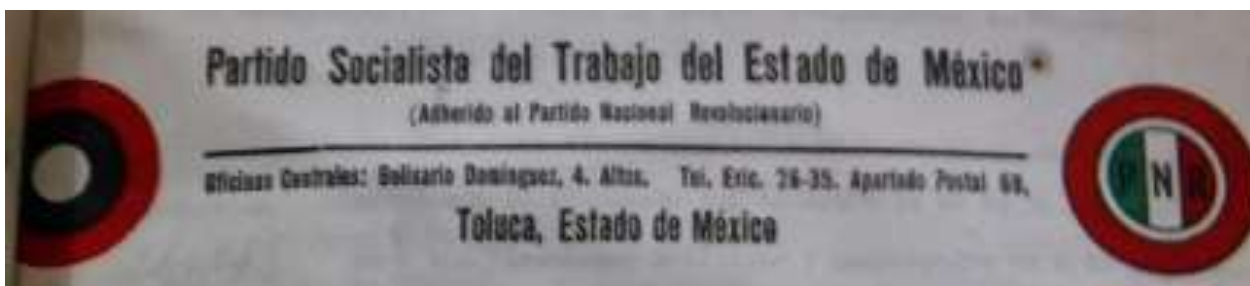 Partido Socialista del Trabajo del Estado de México
(Adherido al Partido Nacional Revolucionario)
Oficinas Centrales: Belisario Domínguez, 4. Altos. Tel. Eric. 26-35. Apartado Postal 68.
Toluca, Estado de México
PNR